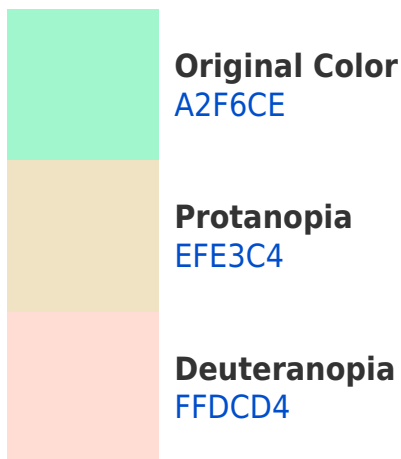 Original Color
A2F6CE
Protanopia
EFE3C4
Deuteranopia
FFDCD4